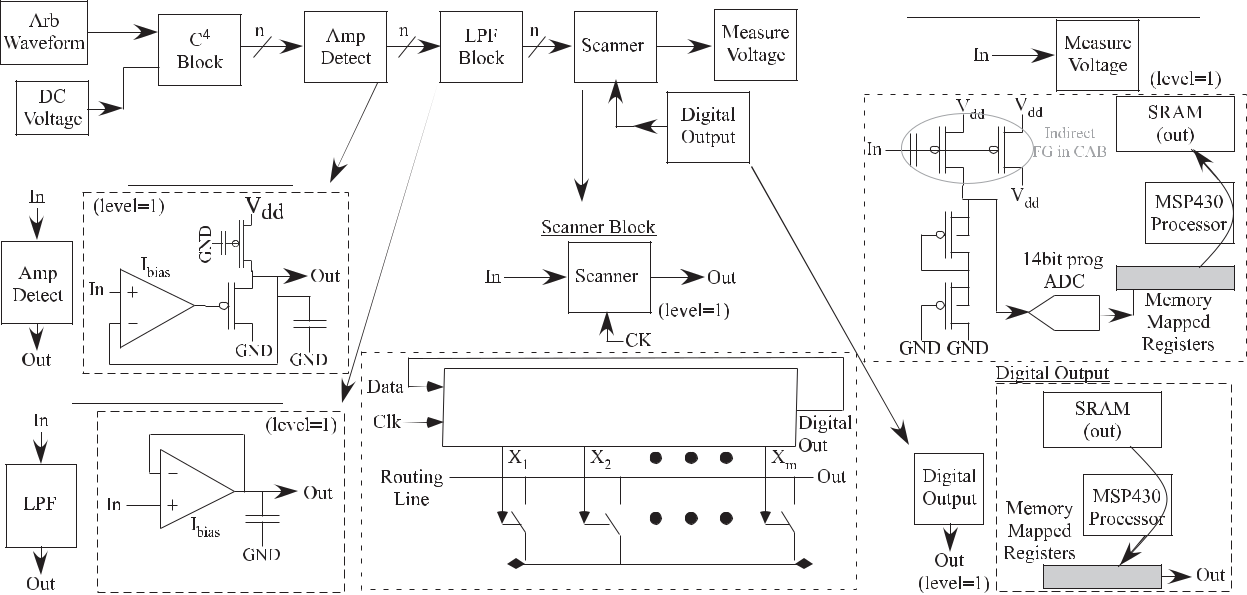 Arb
Waveform
DC
Voltage
C4
Block
n
Amp
Detect
n
LPF
Block
n
Scanner
Measure
Voltage
Digital
Output
In
Measure
Voltage
(level=1)
Vdd
Vdd
In
Indirect
FG in CAB
Vdd
SRAM
(out)
MSP430
Processor
14bit prog
ADC
Memory
Mapped
Registers
GND GND
In
Amp
Detect
Out
(level=1)
Vdd
GND
Ibias
In
+
−
Out
GND
GND
Scanner Block
In
Scanner
Out
(level=1)
CK
Data
Clk
Digital
Out
X1
X2
Xm
Routing
Line
Out
In
LPF
Out
(level=1)
−
+
In
Ibias
Out
GND
Digital
Output
Out
(level=1)
Digital Output
SRAM
(out)
MSP430
Processor
Memory
Mapped
Registers
Out